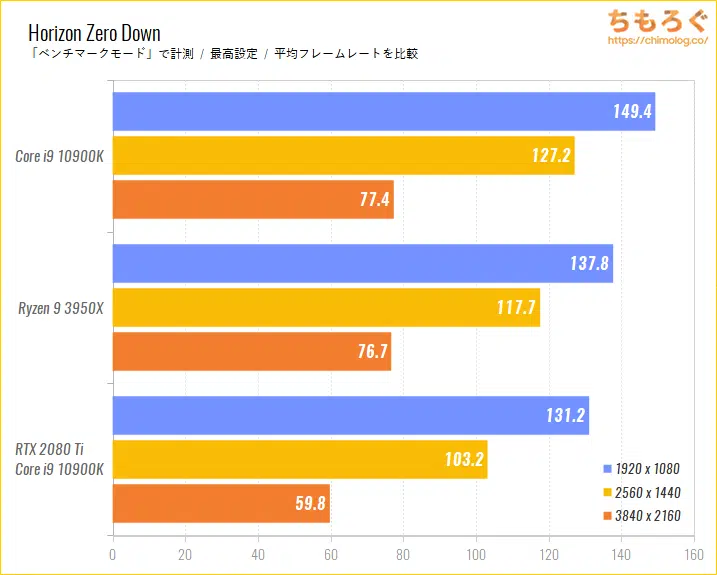 Horizon Zero Down
「ベンチマークモード」で計測 / 最高設定 / 平均フレームレートを比較
ちもろぐ
https://chimolog.co/
Core i9 10900K
149.4
127.2
77.4
Ryzen 9 3950X
137.8
117.7
76.7
RTX 2080 Ti
Core i9 10900K
131.2
103.2
59.8
1920 x 1080
2560 x 1440
3840 x 2160
0 20 40 60 80 100 120 140 160